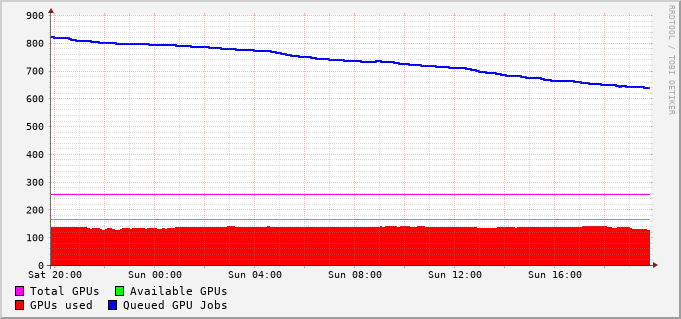 900
800
700
600
500
400
300
200
100
0
Sat 20:00 Sun 00:00 Sun 04:00 Sun 08:00 Sun 12:00 Sun 16:00
Total GPUs Available GPUs
GPUs used Queued GPU Jobs
RRDTOOL / TOBI OETIKER